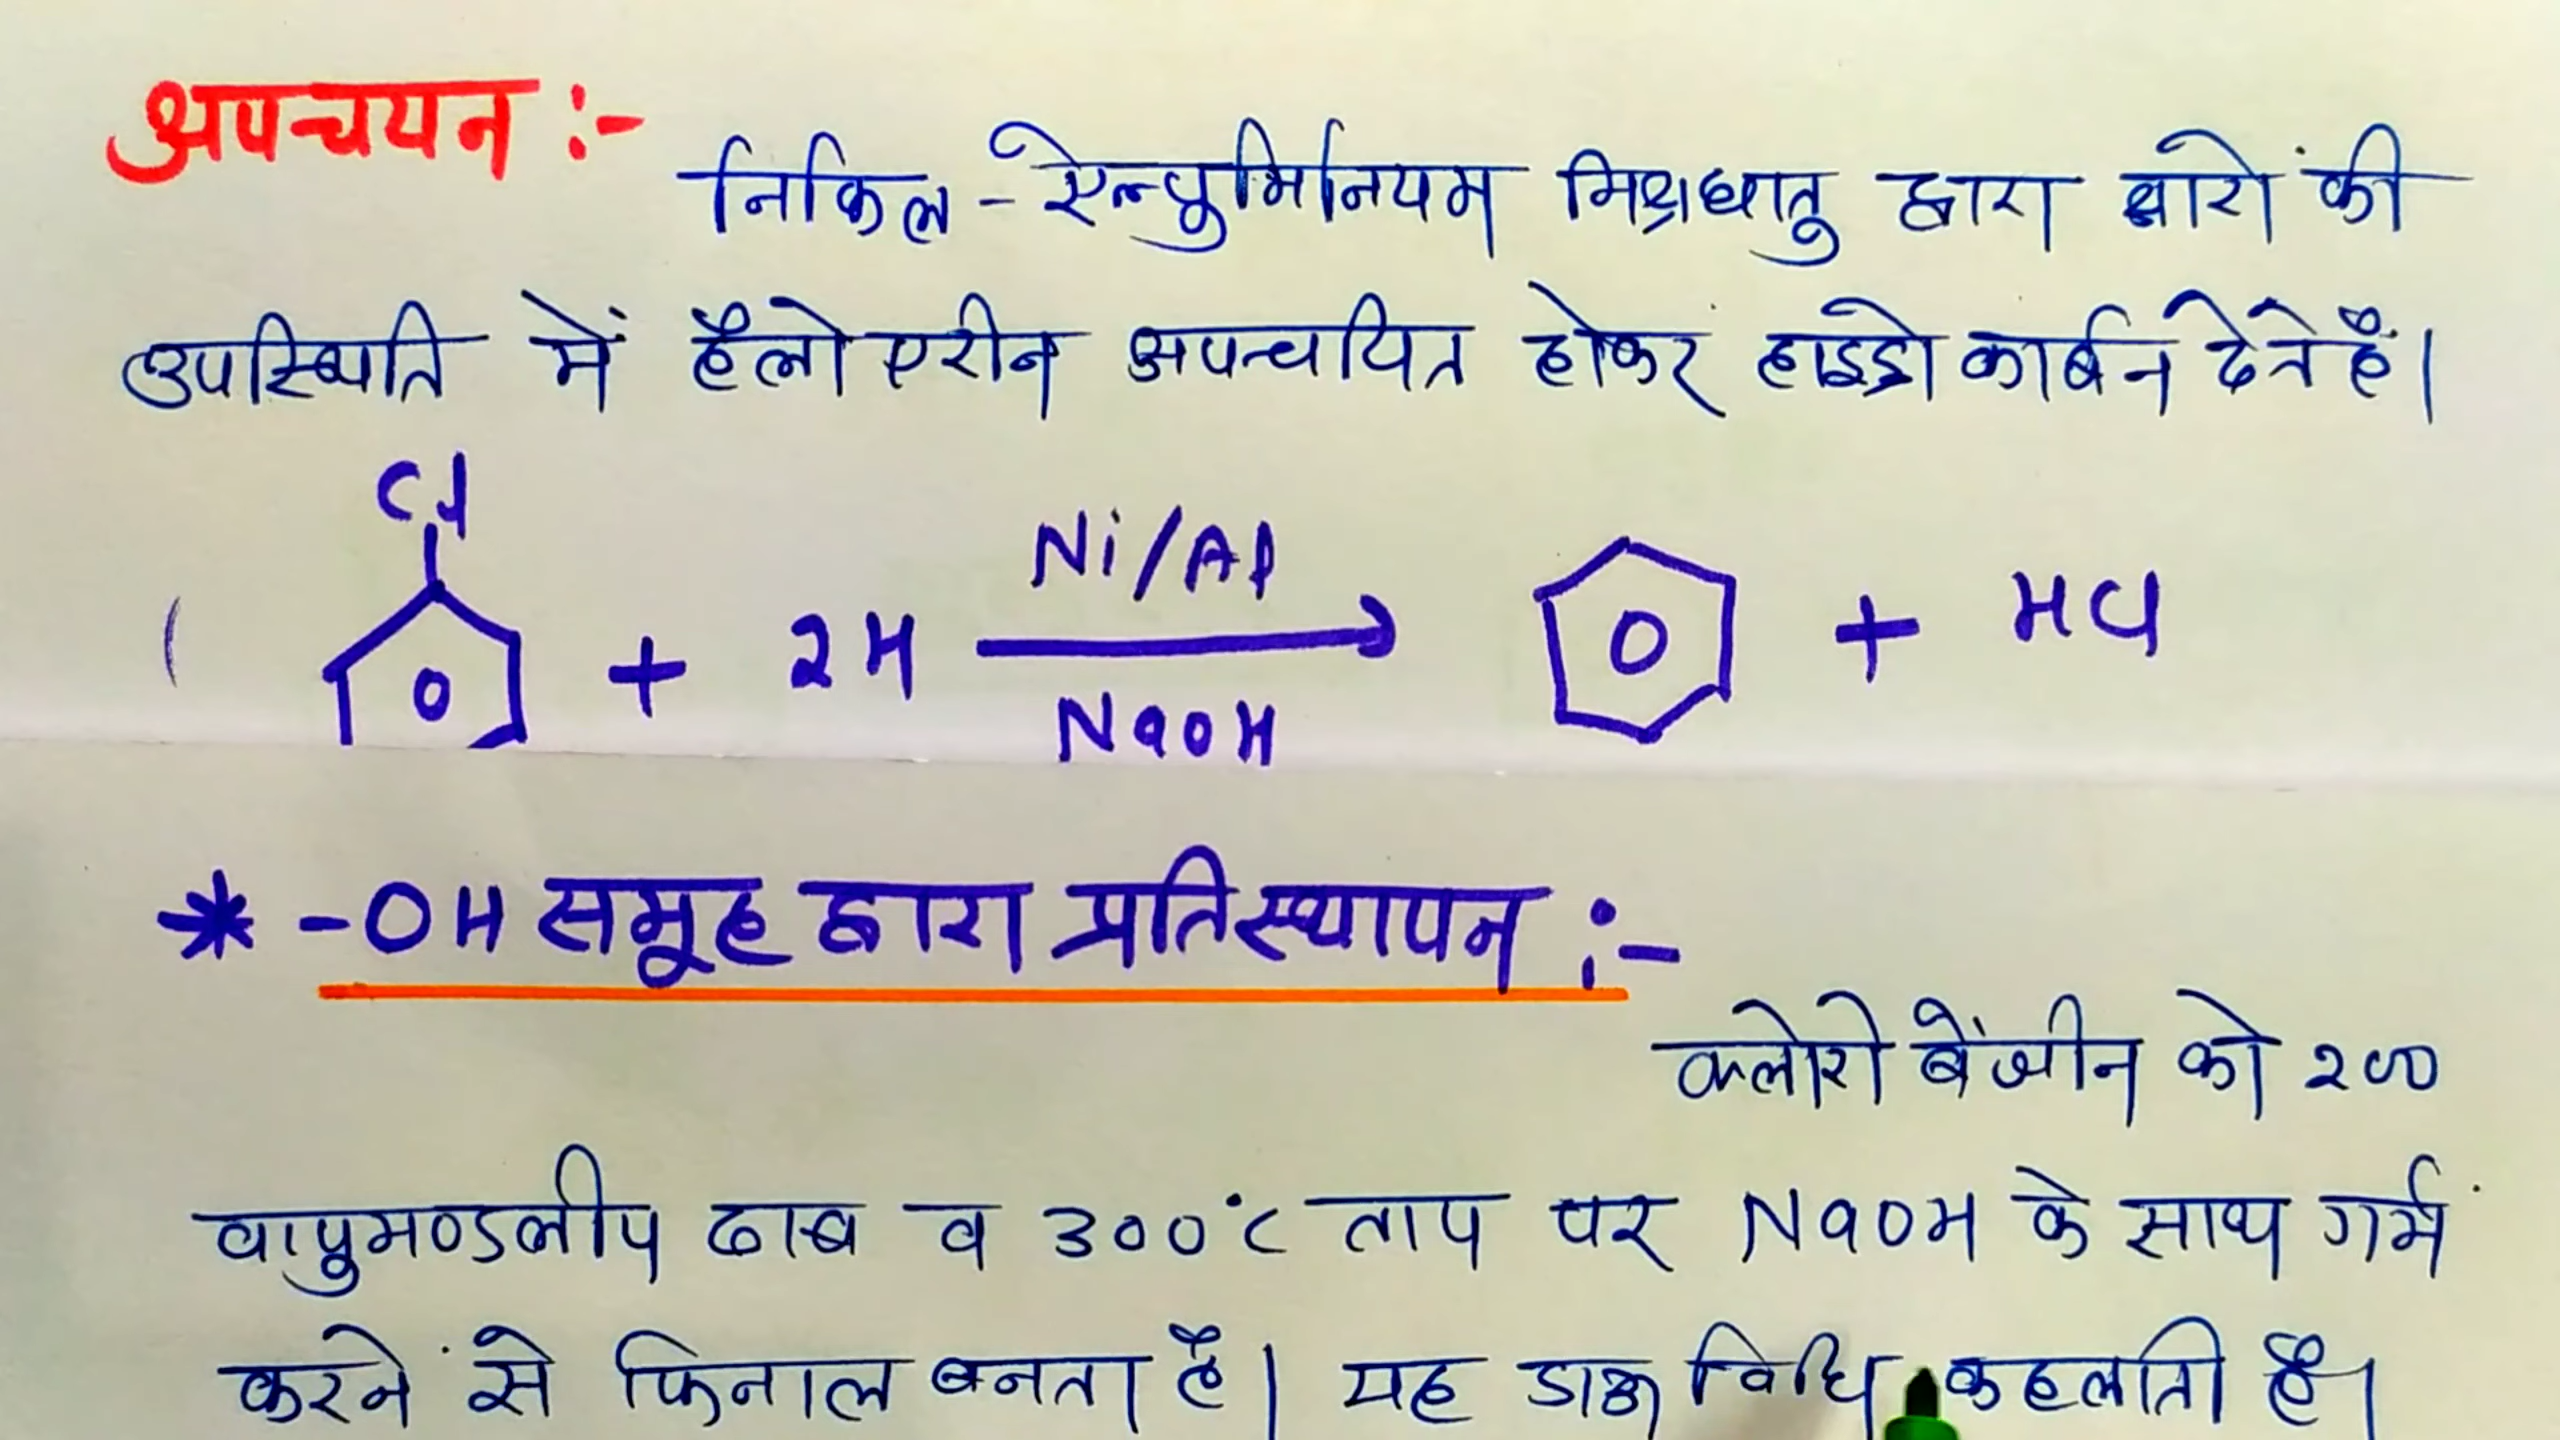 अपचयन :-
निकिल - ऐल्युमिनियम मिश्रधातु द्वारा क्षारों की
उपस्थिति में हैलोएरीन अपचयित होकर हाइड्रोकार्बन देते हैं।
Cl
+ 2H Ni/Al NaOH + HCl
* -OH समूह द्वारा प्रतिस्थापन :-
क्लोरो बेंजीन को 200
वायुमण्डलीय दाब व 300°C ताप पर NaOH के साथ गर्म
करने से फिनाल बनता है। यह डाऊ विधि कहलाती है।